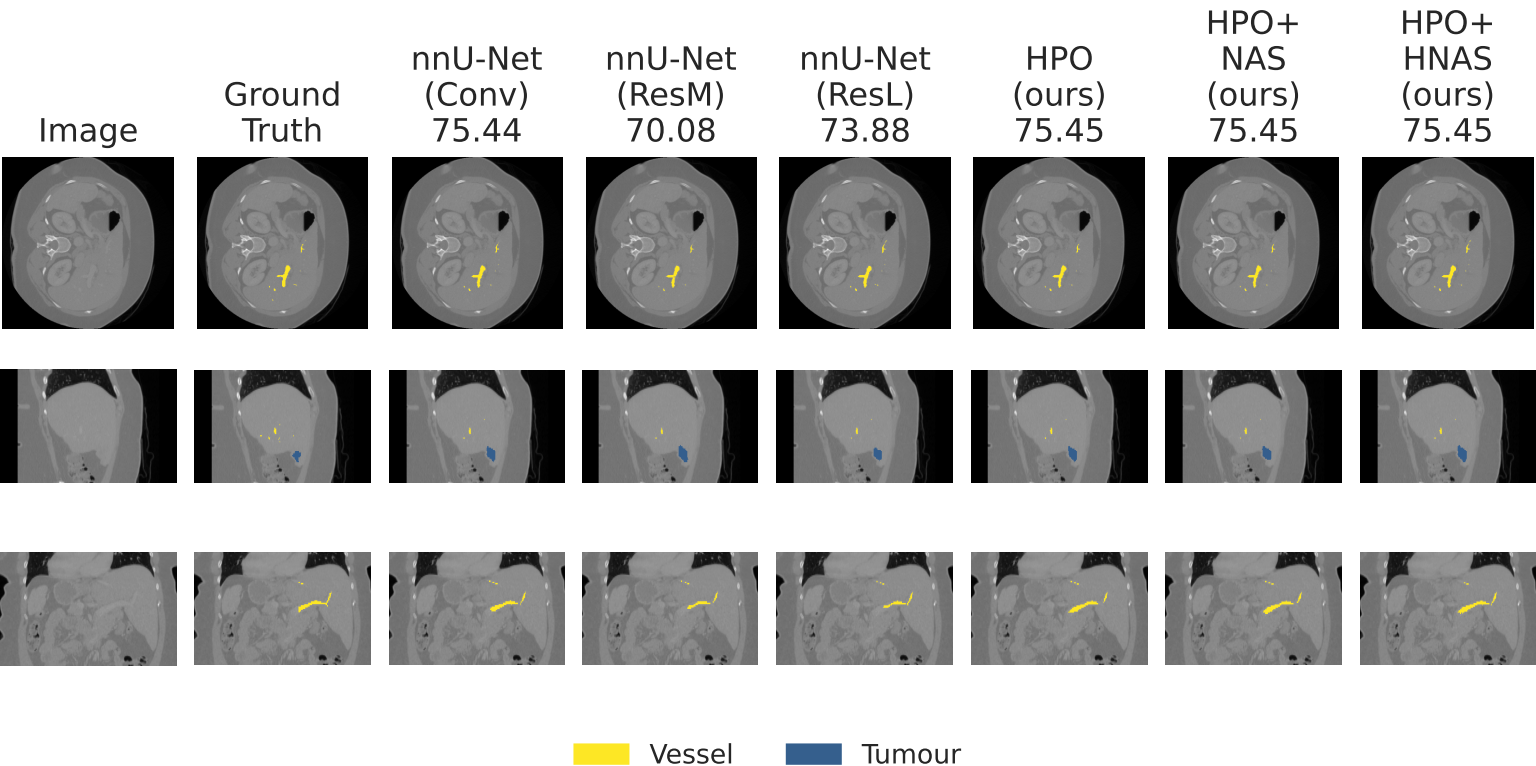 Image
Ground
Truth
nnU-Net
(Conv)
75.44
nnU-Net
(ResM)
70.08
nnU-Net
(ResL)
73.88
HPO
(ours)
75.45
HPO+
NAS
(ours)
75.45
HPO+
HNAS
(ours)
75.45
Vessel
Tumour